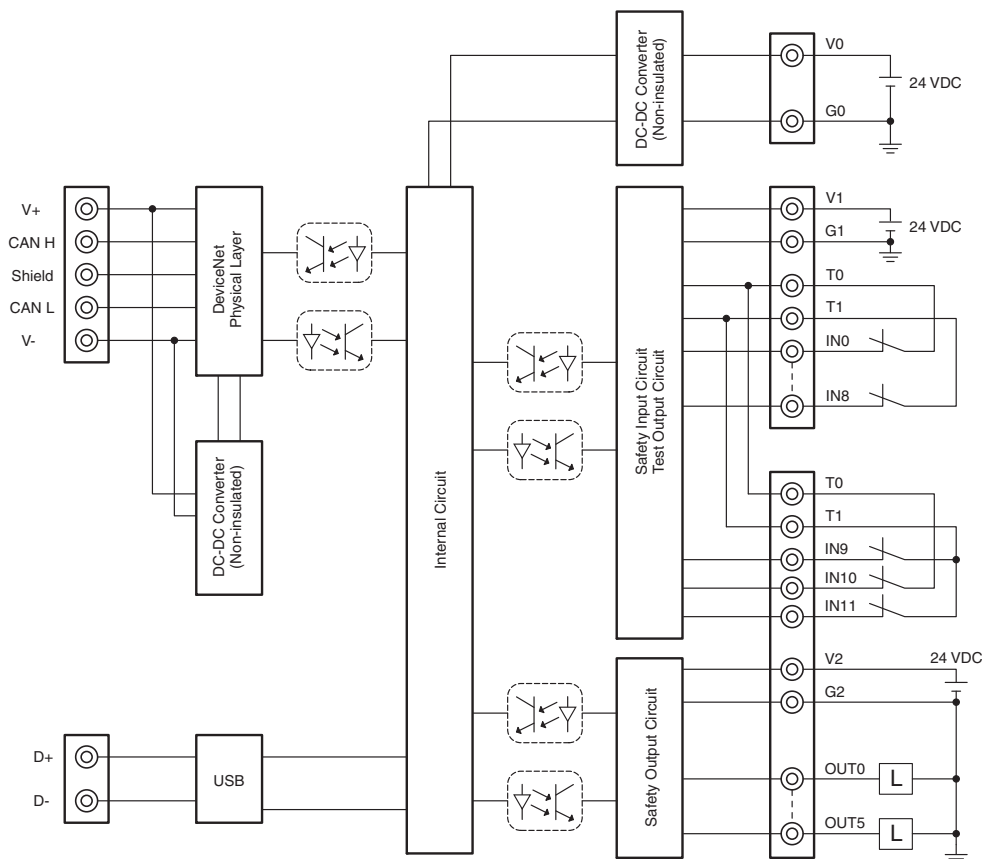 V0
24 VDC
G0
DC-DC Converter
(Non-insulated)
V+
CAN H
Shield
CAN L
V-
DeviceNet
Physical Layer
DC-DC Converter
(Non-insulated)
Internal Circuit
Safety Input Circuit
Test Output Circuit
V1
24 VDC
G1
T0
T1
IN0
IN8
T0
T1
IN9
IN10
IN11
Safety Output Circuit
V2
24 VDC
G2
OUT0
L
OUT5
L
D+
D-
USB